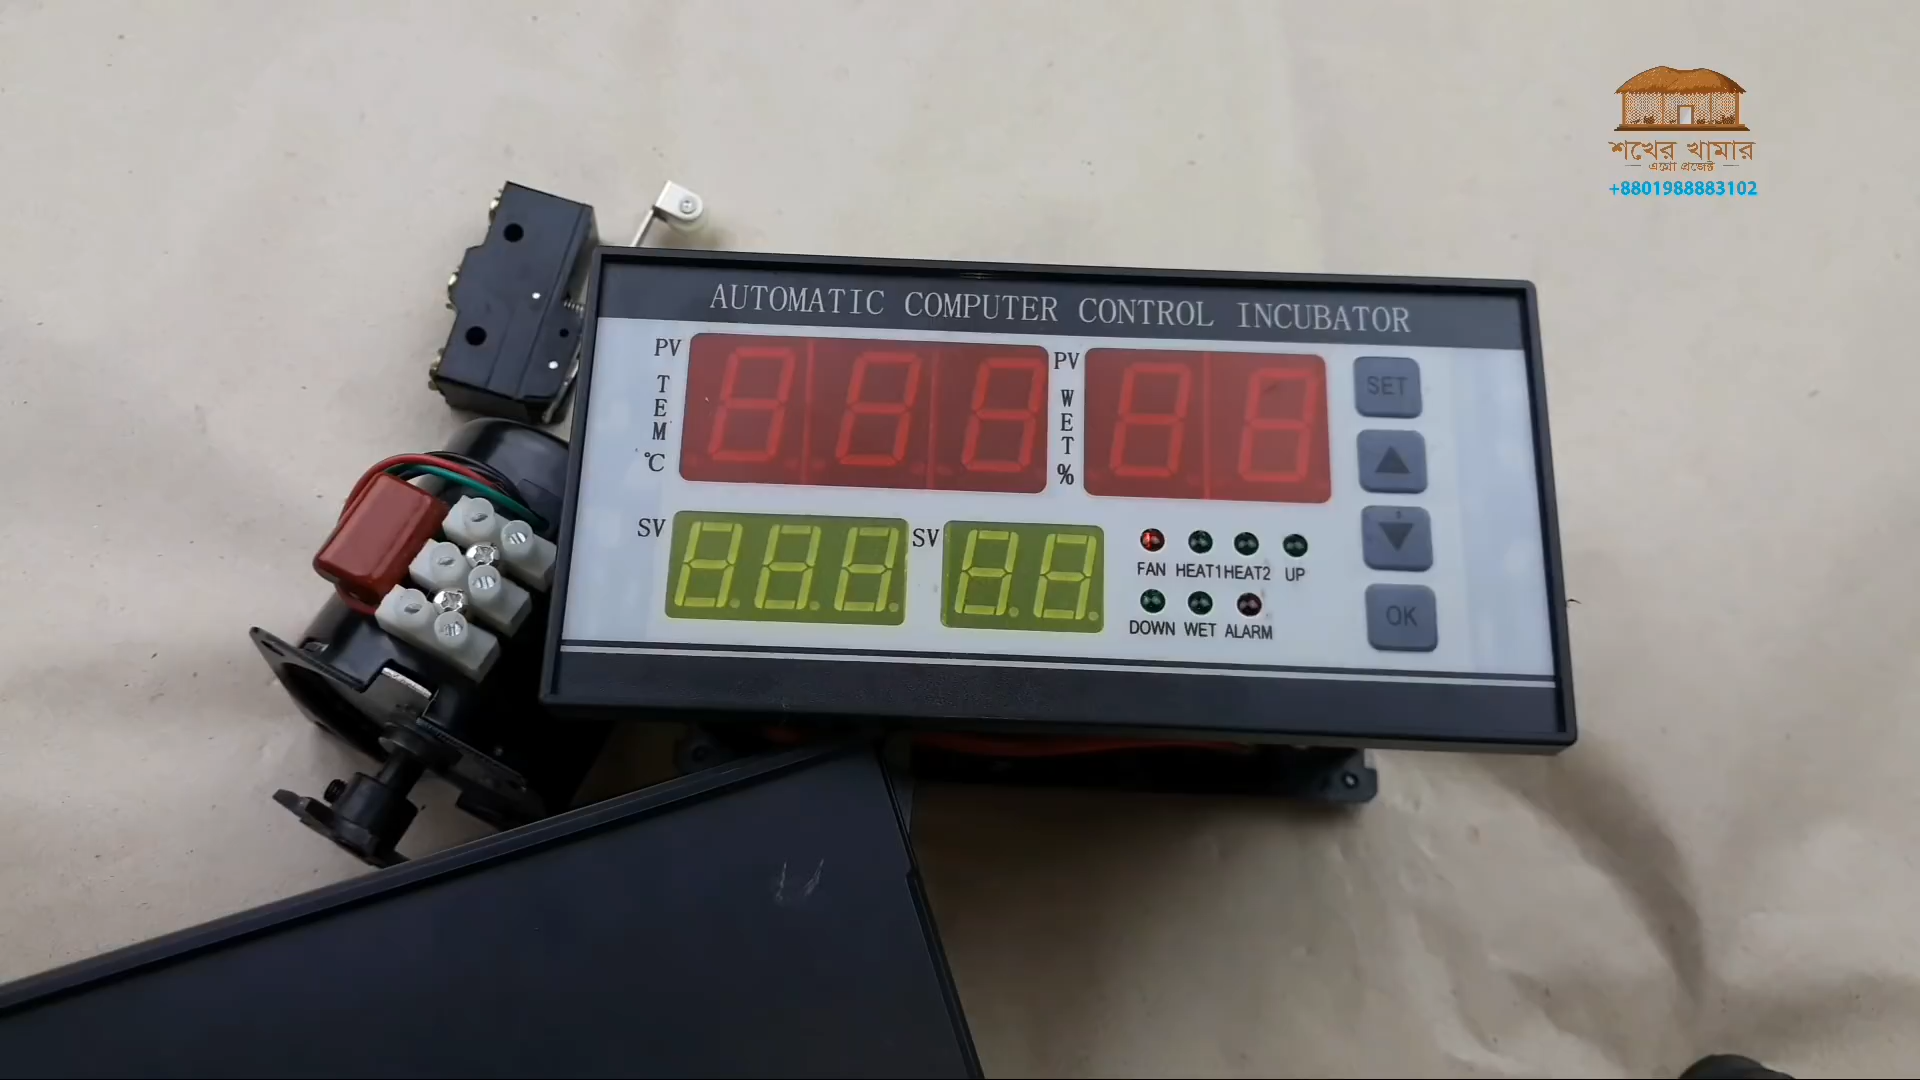 শখের খামার
এগ্রো প্রজেক্ট
+8801988883102
AUTOMATIC COMPUTER CONTROL INCUBATOR
PV
TEM
℃
PV
WET
%
SET
SV
SV
FAN HEAT1 HEAT2 UP
DOWN WET ALARM
OK